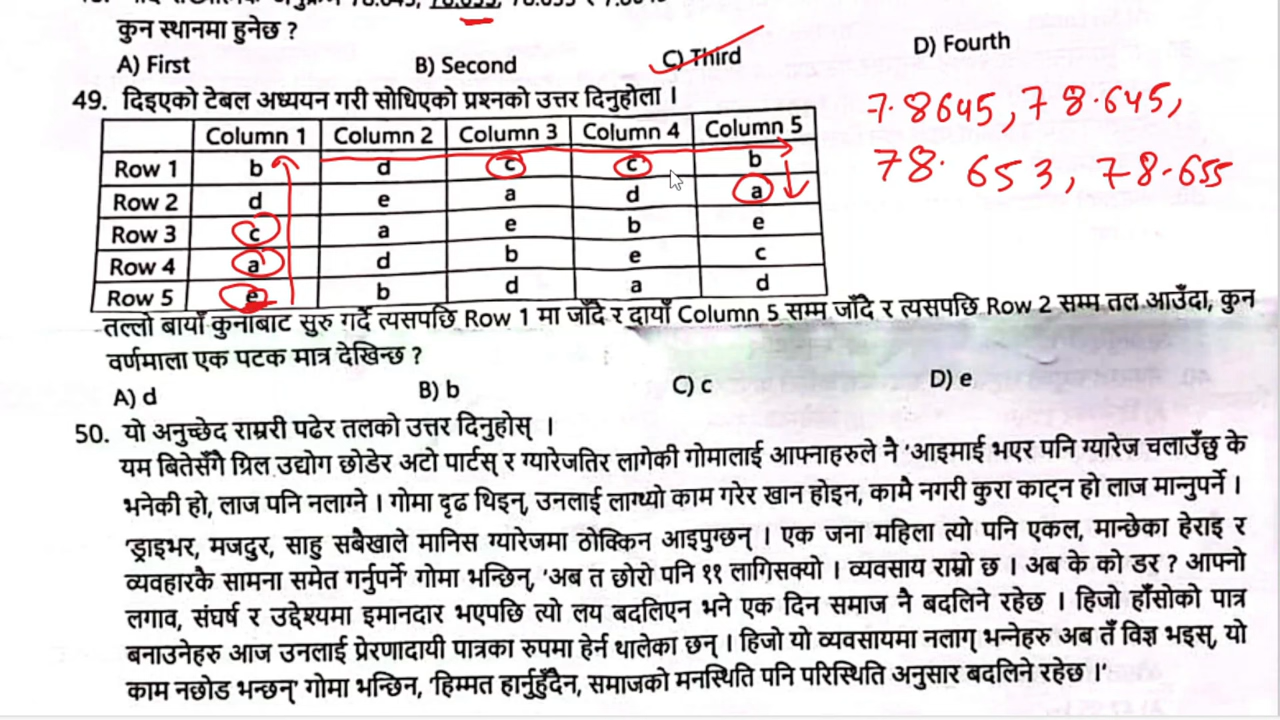 कुन स्थानमा हुनेछ ?
A) First B) Second C) Third D) Fourth
49. दिइएको टेबल अध्ययन गरी सोधिएको प्रश्नको उत्तर दिनुहोला ।
7.8645, 78.645,
78.653, 78.655
Column 1 Column 2 Column 3 Column 4 Column 5
Row 1 b d c c b
Row 2 d e a d a
Row 3 c a e b e
Row 4 a d b e c
Row 5 e b d a d
तल्लो बायाँ कुनाबाट सुरु गर्दै त्यसपछि Row 1 मा जाँदै र दायाँ Column 5 सम्म जाँदै र त्यसपछि Row 2 सम्म तल आउँदा, कुन
वर्णमाला एक पटक मात्र देखिन्छ ?
A) d B) b C) c D) e
50. यो अनुच्छेद राम्ररी पढेर तलको उत्तर दिनुहोस् ।
यम बितेसँगै ग्रिल उद्योग छोडेर अटो पार्टस् र ग्यारेजतिर लागेकी गोमालाई आफ्नाहरुले नै 'आइमाई भएर पनि ग्यारेज चलाउँछु के
भनेकी हो, लाज पनि नलाग्ने । गोमा दृढ थिइन्, उनलाई लाग्थ्यो काम गरेर खान होइन, कामै नगरी कुरा काट्न हो लाज मान्नुपर्ने ।
'ड्राइभर, मजदुर, साहु सबैखाले मानिस ग्यारेजमा ठोक्किन आइपुग्छन् । एक जना महिला त्यो पनि एकल, मान्छेका हेराइ र
व्यवहारकै सामना समेत गर्नुपर्ने' गोमा भन्छिन्, 'अब त छोरो पनि ११ लागिसक्यो । व्यवसाय राम्रो छ । अब के को डर ? आफ्नो
लगाव, संघर्ष र उद्देश्यमा इमानदार भएपछि त्यो लय बदलिएन भने एक दिन समाज नै बदलिने रहेछ । हिजो हाँसोको पात्र
बनाउनेहरु आज उनलाई प्रेरणादायी पात्रका रुपमा हेर्न थालेका छन् । हिजो यो व्यवसायमा नलाग् भन्नेहरु अब तँ विज्ञ भइस्, यो
काम नछोड भन्छन्' गोमा भन्छिन, 'हिम्मत हार्नुहुँदैन, समाजको मनस्थिति पनि परिस्थिति अनुसार बदलिने रहेछ ।'